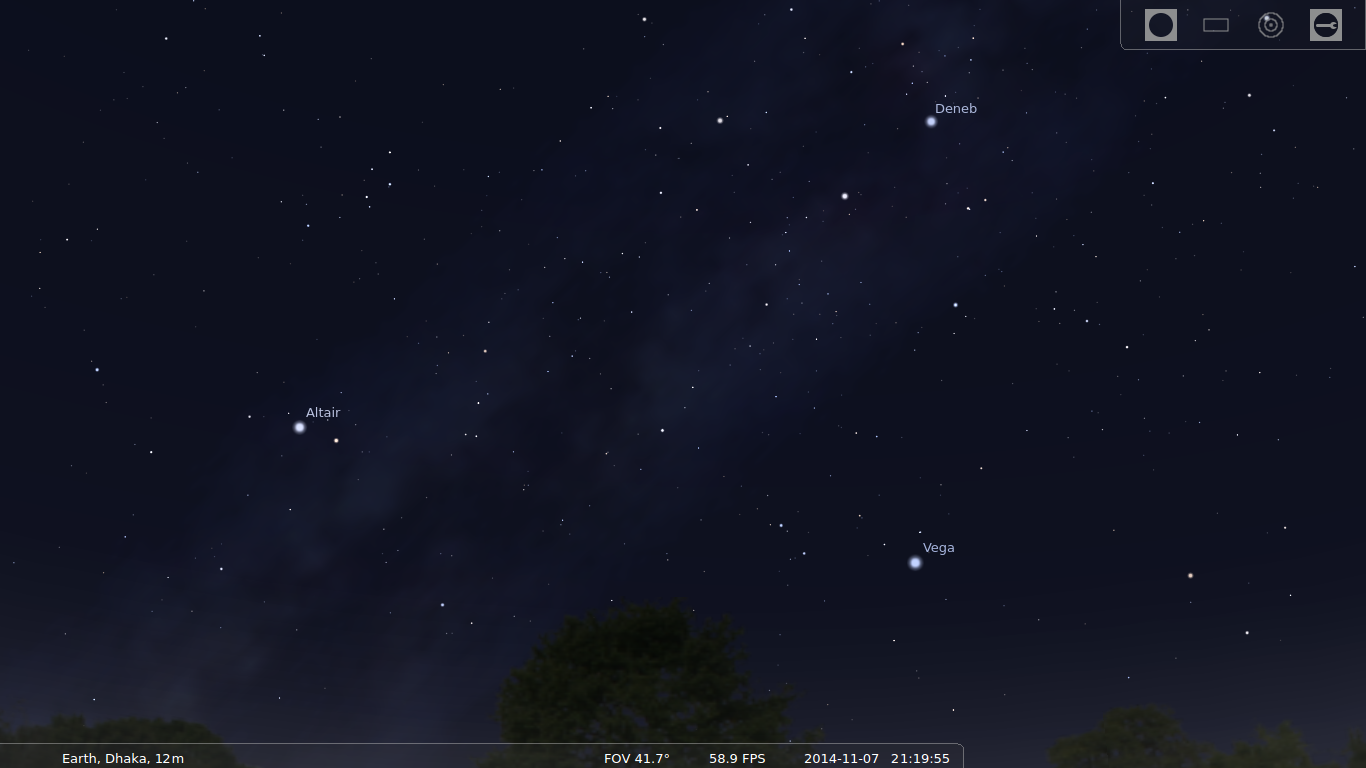 Deneb
Altair
Vega
Earth, Dhaka, 12m FOV 41.7° 58.9 FPS 2014-11-07 21:19:55